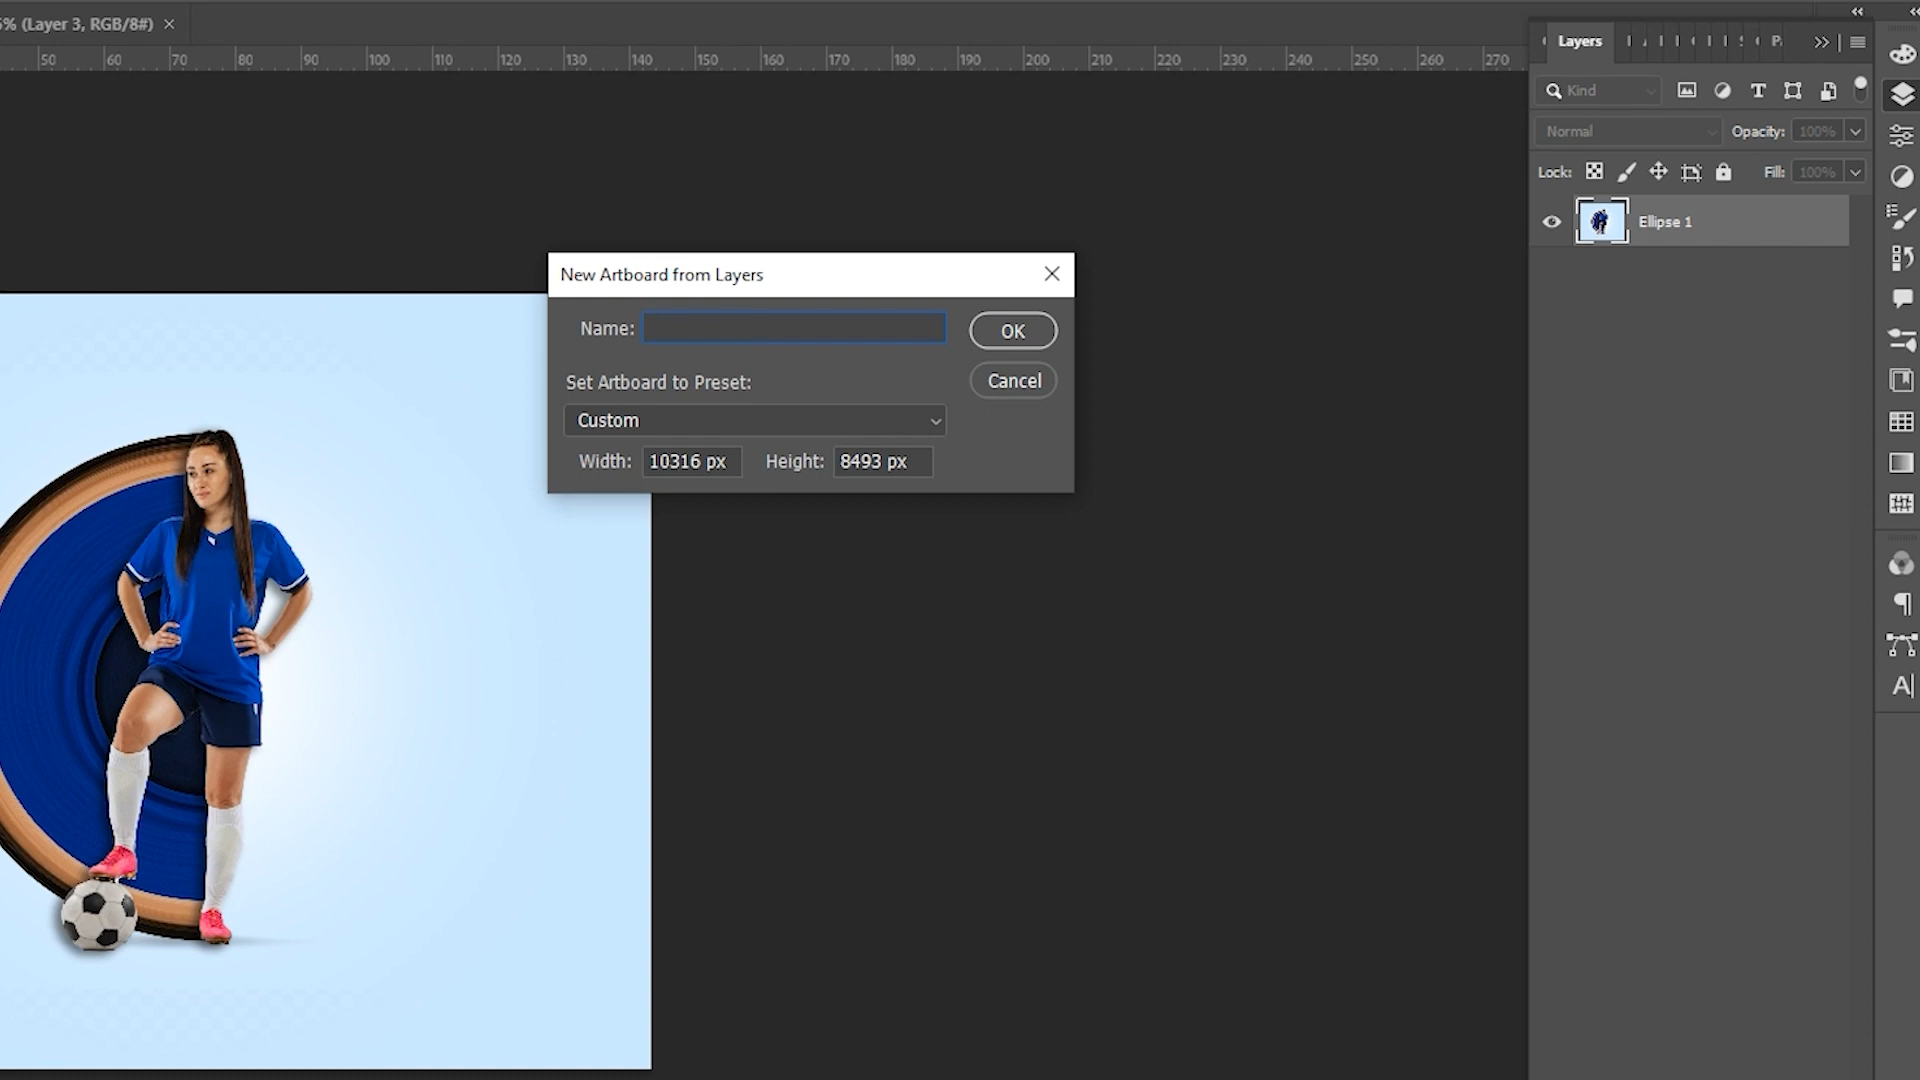 5% (Layer 3, RGB/8#) ×
50 60 70 80 90 100 110 120 130 140 150 160 170 180 190 200 210 220 230 240 250 260 270
Layers
Kind
Normal Opacity: 100%
Lock: Fill: 100%
Ellipse 1
New Artboard from Layers
Name: OK
Set Artboard to Preset: Cancel
Custom
Width: 10316 px Height: 8493 px